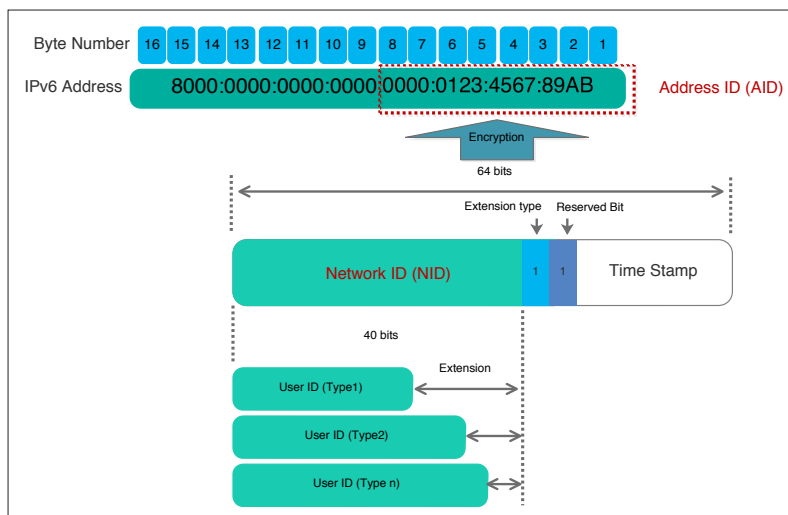 Byte Number 16 15 14 13 12 11 10 9 8 7 6 5 4 3 2 1
IPv6 Address 8000:0000:0000:0000:0000:0123:4567:89AB Address ID (AID)
Encryption
64 bits
Extension type Reserved Bit
Network ID (NID) 1 1 Time Stamp
40 bits
Extension
User ID (Type1)
User ID (Type2)
User ID (Type n)